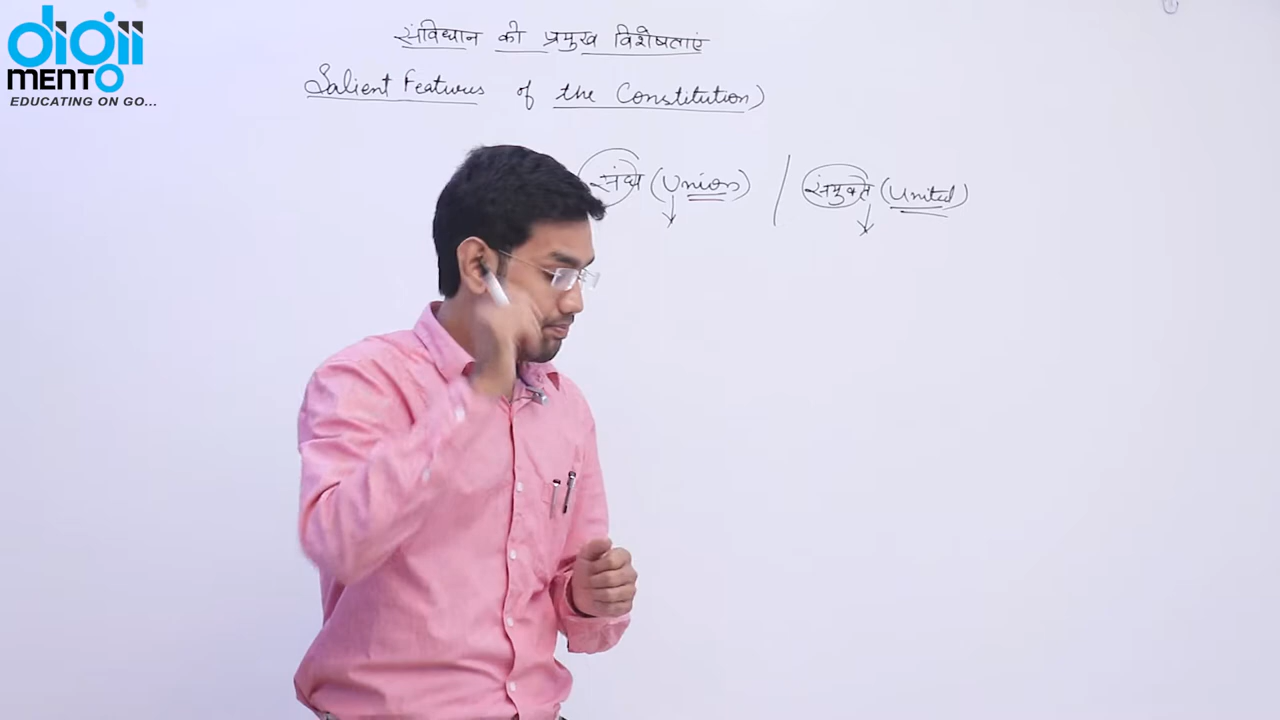 digii
MENTO
EDUCATING ON GO...
संविधान की प्रमुख विशेषताएं
Salient Features of the Constitution)
संघ (Union) / संयुक्त (United)